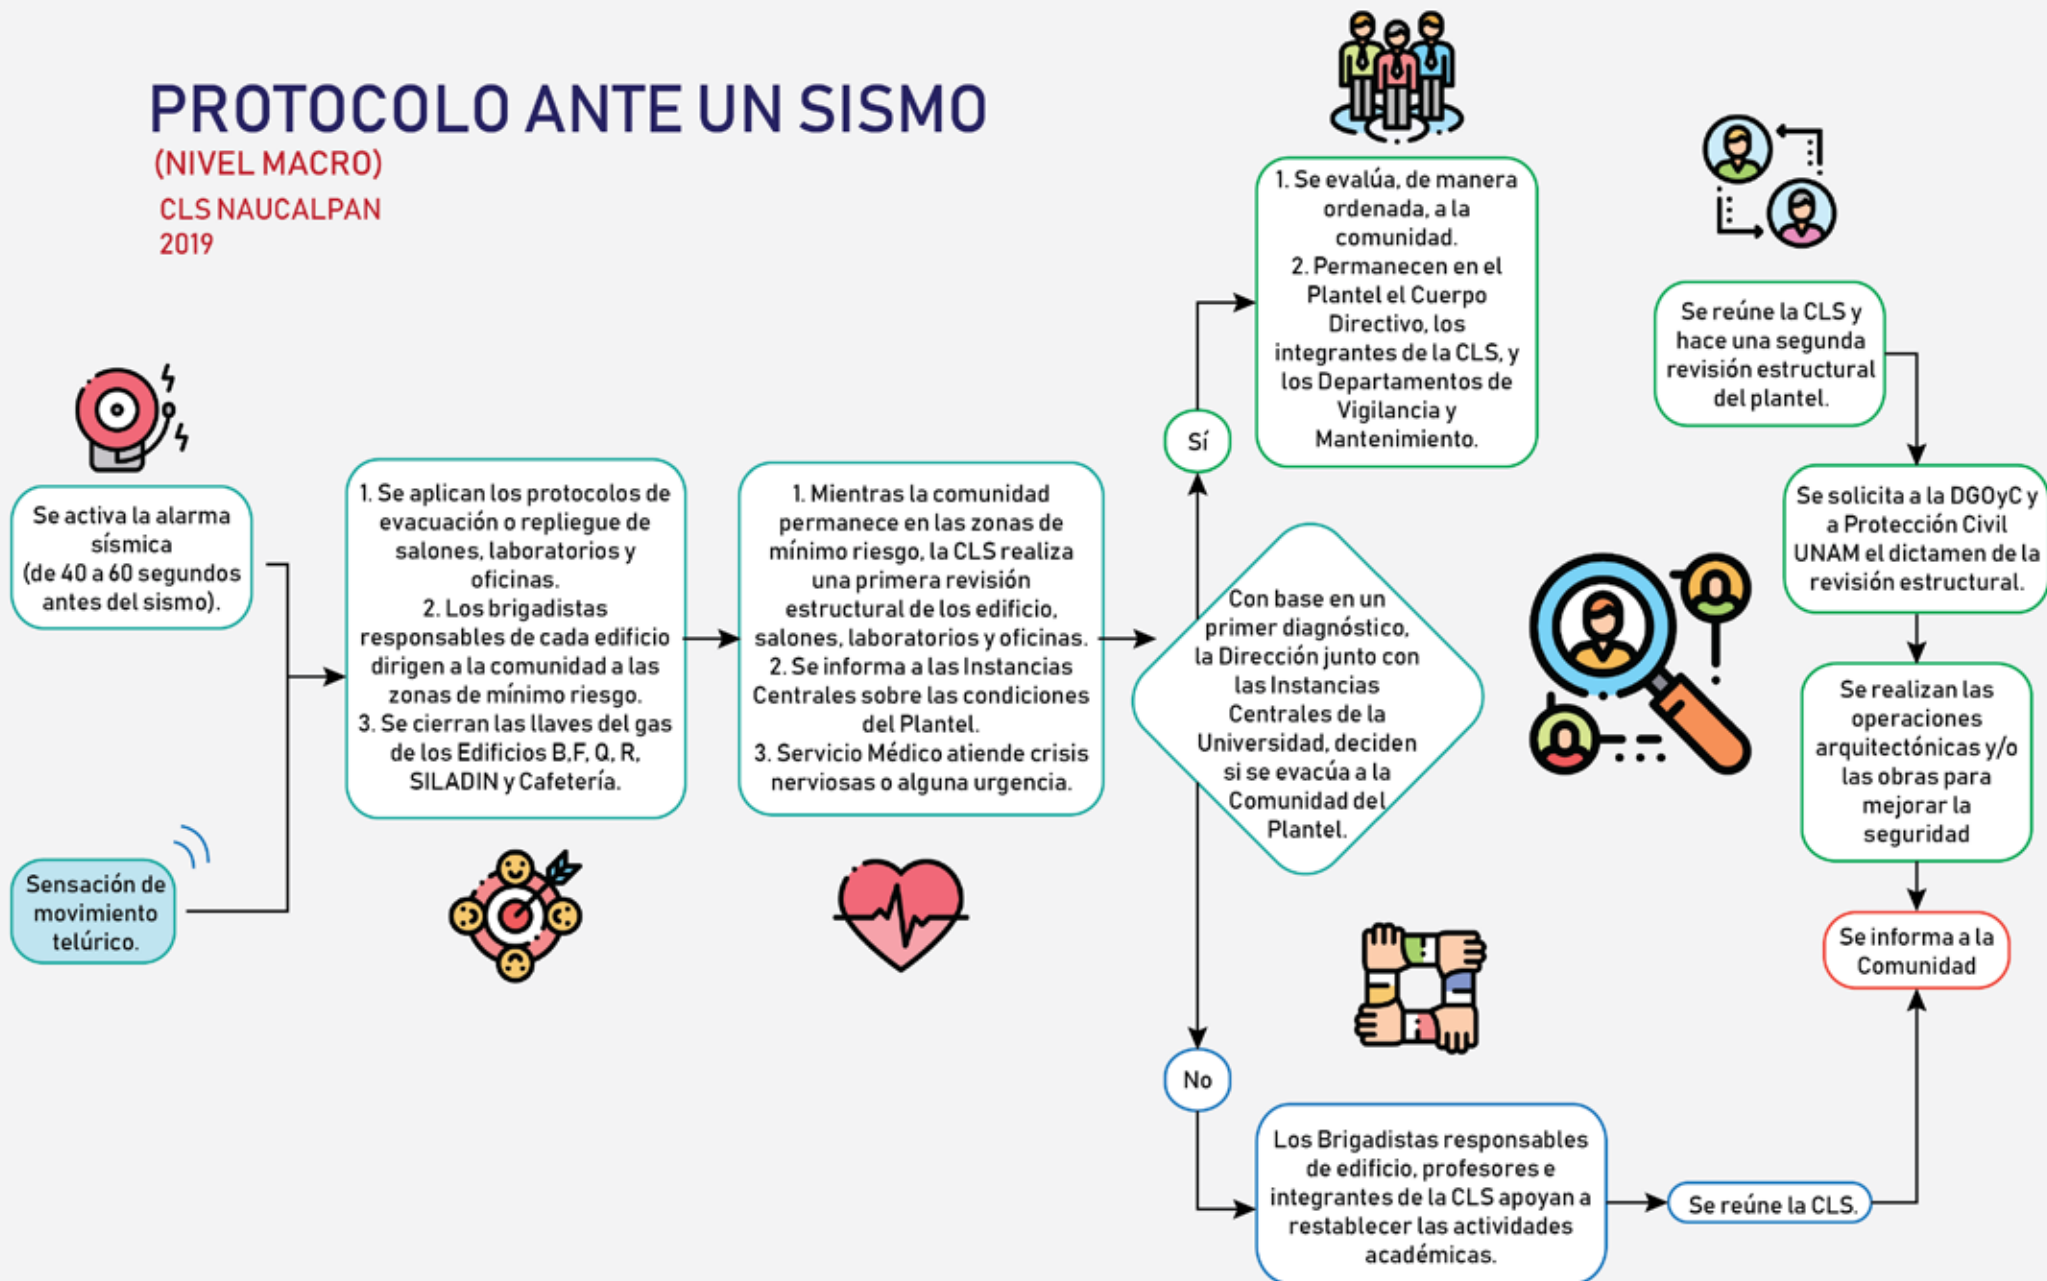 PROTOCOLO ANTE UN SISMO
(NIVEL MACRO)
CLS NAUCALPAN
2019
Se activa la alarma
sísmica
(de 40 a 60 segundos
antes del sismo).
Sensación de
movimiento
telúrico.
1. Se aplican los protocolos de
evacuación o repliegue de
salones, laboratorios y
oficinas.
2. Los brigadistas
responsables de cada edificio
dirigen a la comunidad a las
zonas de mínimo riesgo.
3. Se cierran las llaves del gas
de los Edificios B,F, Q, R,
SILADIN y Cafetería.
1. Mientras la comunidad
permanece en las zonas de
mínimo riesgo, la CLS realiza
una primera revisión
estructural de los edificio,
salones, laboratorios y oficinas.
2. Se informa a las Instancias
Centrales sobre las condiciones
del Plantel.
3. Servicio Médico atiende crisis
nerviosas o alguna urgencia.
Con base en un
primer diagnóstico,
la Dirección junto con
las Instancias
Centrales de la
Universidad, deciden
si se evacúa a la
Comunidad del
Plantel.
Sí
1. Se evalúa, de manera
ordenada, a la
comunidad.
2. Permanecen en el
Plantel el Cuerpo
Directivo, los
integrantes de la CLS, y
los Departamentos de
Vigilancia y
Mantenimiento.
Se reúne la CLS y
hace una segunda
revisión estructural
del plantel.
Se solicita a la DGOyC y
a Protección Civil
UNAM el dictamen de la
revisión estructural.
Se realizan las
operaciones
arquitectónicas y/o
las obras para
mejorar la
seguridad
Se informa a la
Comunidad
No
Los Brigadistas responsables
de edificio, profesores e
integrantes de la CLS apoyan a
restablecer las actividades
académicas.
Se reúne la CLS.